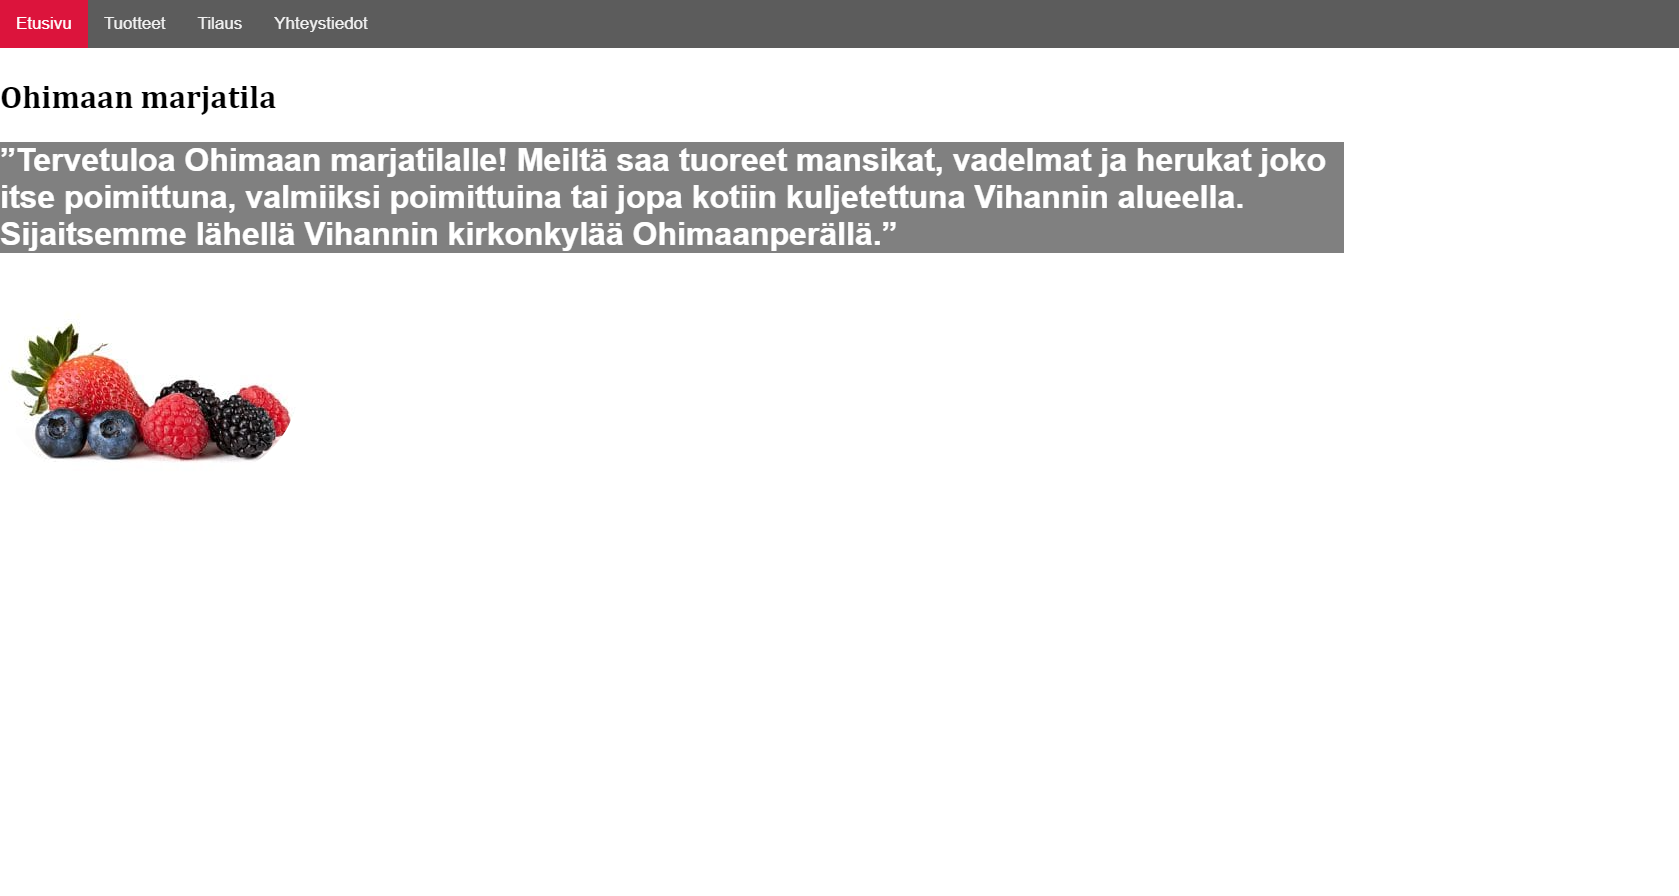 Etusivu Tuotteet Tilaus Yhteystiedot
Ohimaan marjatila
”Tervetuloa Ohimaan marjatilalle! Meiltä saa tuoreet mansikat, vadelmat ja herukat joko
itse poimittuna, valmiiksi poimittuina tai jopa kotiin kuljetettuna Vihannin alueella.
Sijaitsemme lähellä Vihannin kirkonkylää Ohimaanperällä.”